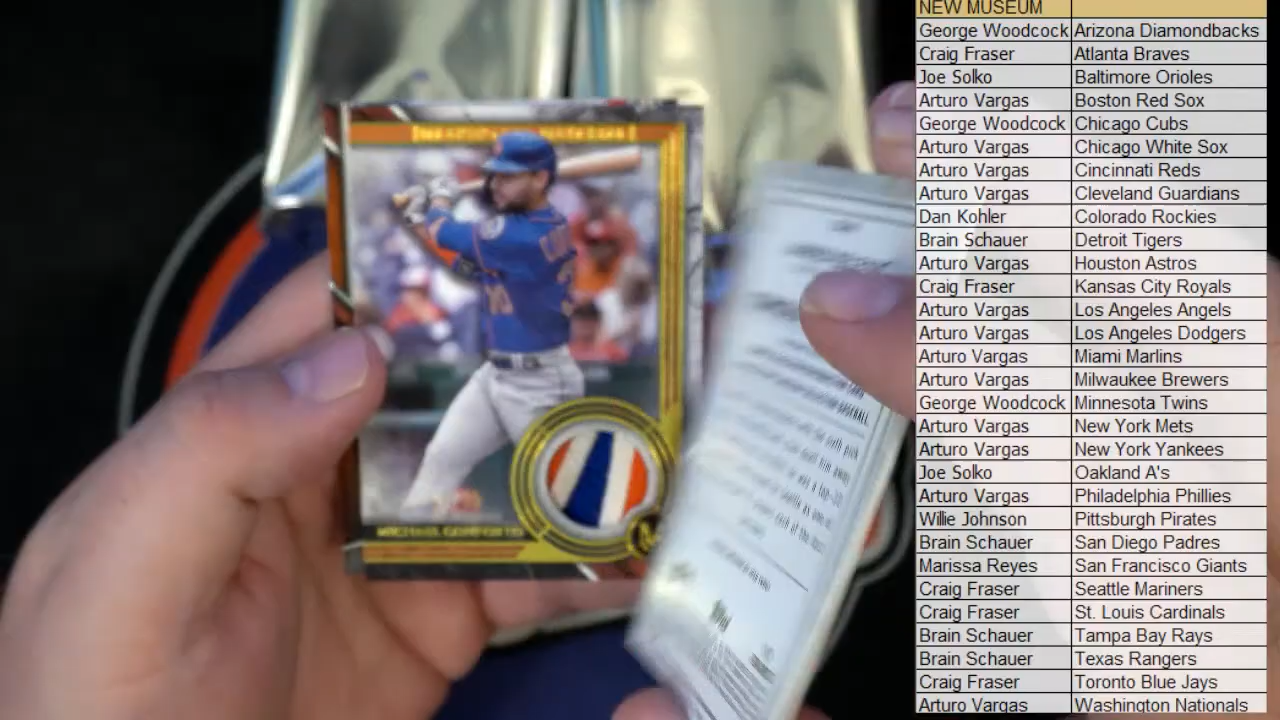 NEW MUSEUM
George Woodcock Arizona Diamondbacks
Craig Fraser Atlanta Braves
Joe Solko Baltimore Orioles
Arturo Vargas Boston Red Sox
George Woodcock Chicago Cubs
Arturo Vargas Chicago White Sox
Arturo Vargas Cincinnati Reds
Arturo Vargas Cleveland Guardians
Dan Kohler Colorado Rockies
Brain Schauer Detroit Tigers
Arturo Vargas Houston Astros
Craig Fraser Kansas City Royals
Arturo Vargas Los Angeles Angels
Arturo Vargas Los Angeles Dodgers
Arturo Vargas Miami Marlins
Arturo Vargas Milwaukee Brewers
George Woodcock Minnesota Twins
Arturo Vargas New York Mets
Arturo Vargas New York Yankees
Joe Solko Oakland A's
Arturo Vargas Philadelphia Phillies
Willie Johnson Pittsburgh Pirates
Brain Schauer San Diego Padres
Marissa Reyes San Francisco Giants
Craig Fraser Seattle Mariners
Craig Fraser St. Louis Cardinals
Brain Schauer Tampa Bay Rays
Brain Schauer Texas Rangers
Craig Fraser Toronto Blue Jays
Arturo Vargas Washington Nationals
MICHAEL CONFORTO
BASEBALL